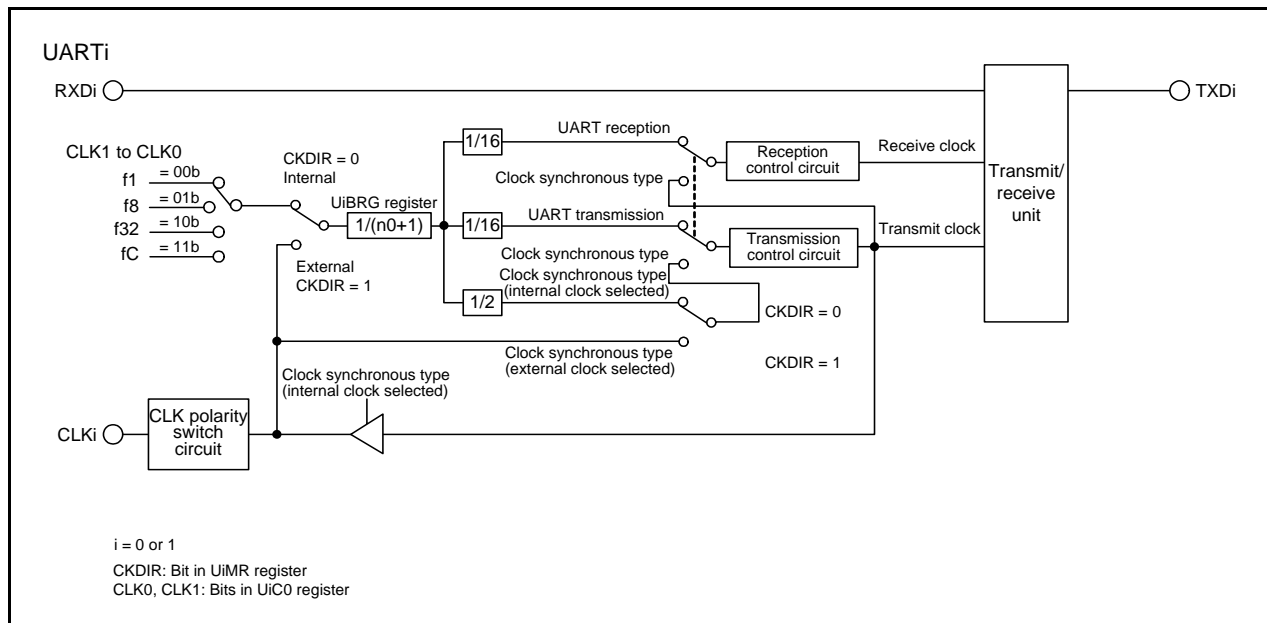 UARTi
RXDi
TXDi
CLK1 to CLK0
f1
= 00b
f8
= 01b
f32
= 10b
fC
= 11b
CKDIR = 0
Internal
UiBRG register
1/(n0+1)
External
CKDIR = 1
1/16
UART reception
Clock synchronous type
Reception
control circuit
Receive clock
1/16
UART transmission
Clock synchronous type
Transmission
control circuit
Transmit clock
Transmit/
receive
unit
1/2
Clock synchronous type
(internal clock selected)
CKDIR = 0
Clock synchronous type
(external clock selected)
CKDIR = 1
Clock synchronous type
(internal clock selected)
CLKi
CLK polarity
switch
circuit
i = 0 or 1
CKDIR: Bit in UiMR register
CLK0, CLK1: Bits in UiC0 register